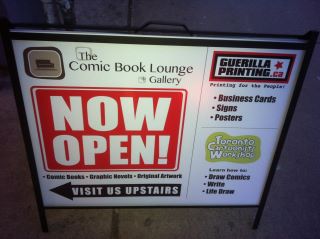 The
Comic Book Lounge
Gallery
NOW
OPEN!
• Comic Books • Graphic Novels • Original Artwork
VISIT US UPSTAIRS
GUERILLA
PRINTING.ca
Printing for the People!
• Business Cards
• Signs
• Posters
Toronto
Cartoonists
Workshop
Learn how to:
• Draw Comics
• Write
• Life Draw